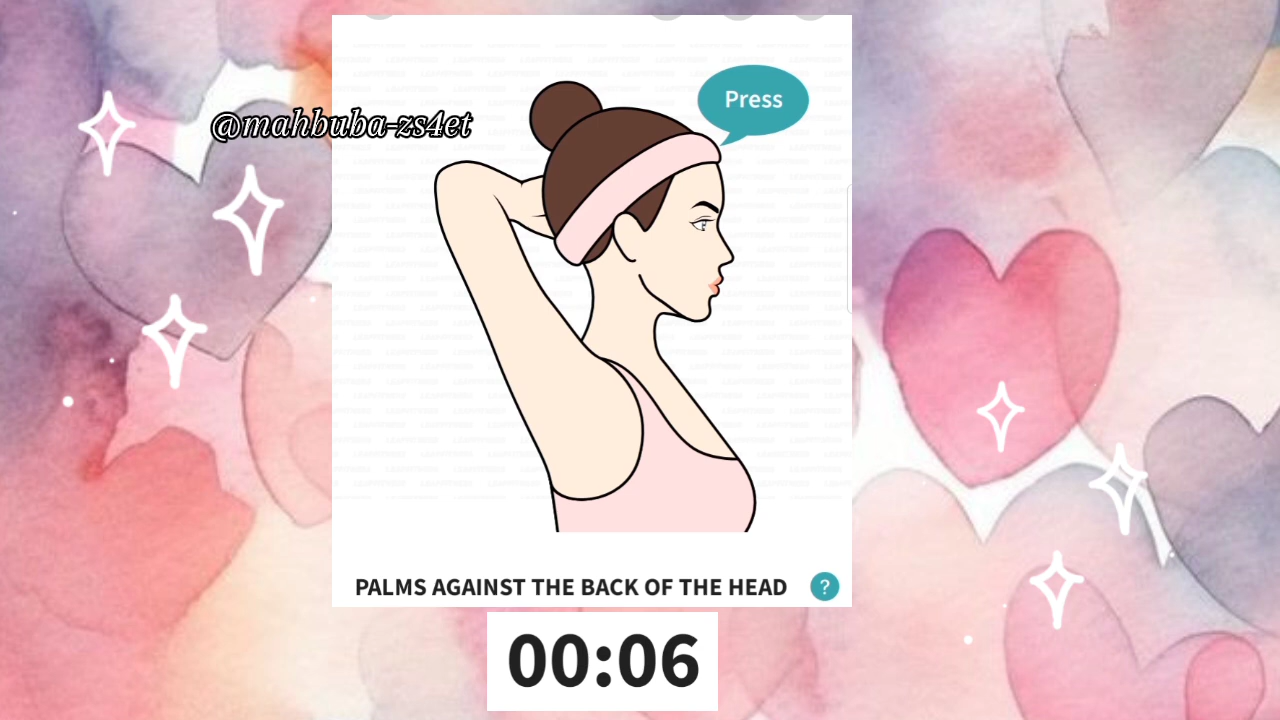 Press
@mahbuba-zs4et
PALMS AGAINST THE BACK OF THE HEAD
?
00:06